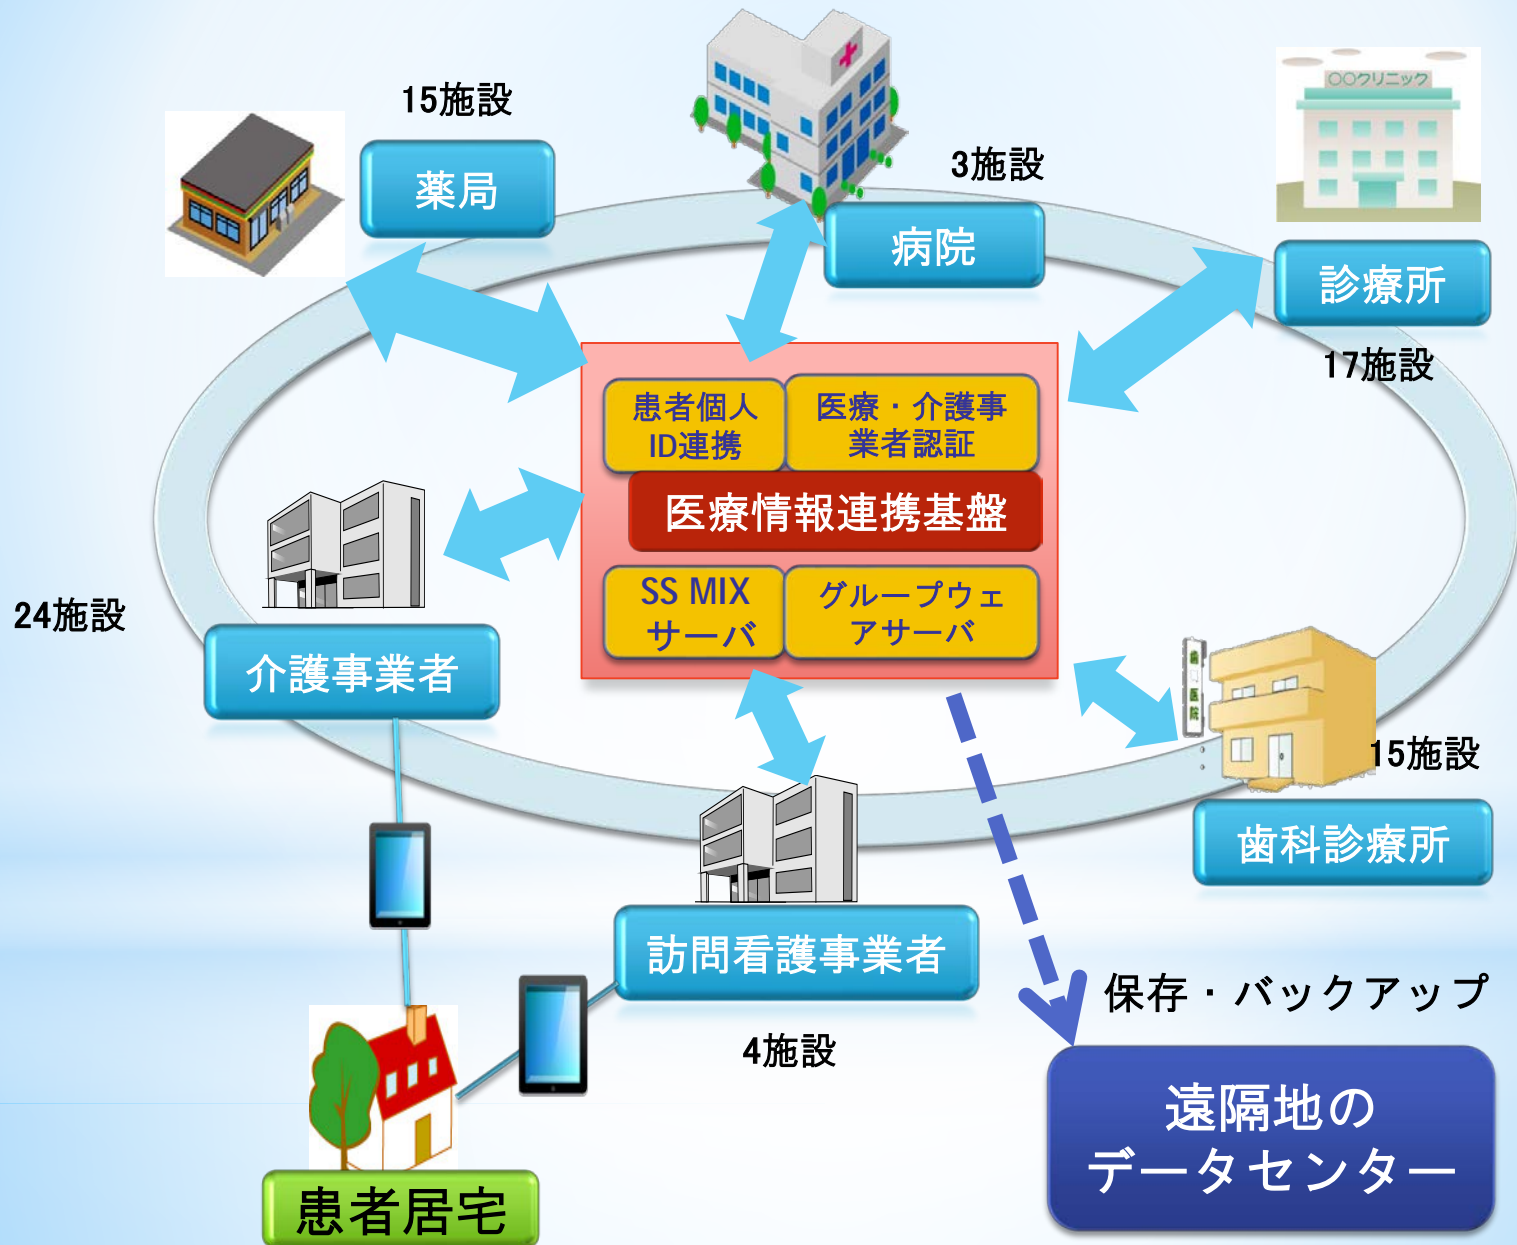 15施設
薬局
3施設
病院
〇〇クリニック
診療所
17施設
患者個人
ID連携
医療・介護事
業者認証
医療情報連携基盤
SS MIX
サーバ
グループウェ
アサーバ
24施設
介護事業者
歯
医
院
15施設
歯科診療所
訪問看護事業者
4施設
保存・バックアップ
遠隔地の
データセンター
患者居宅